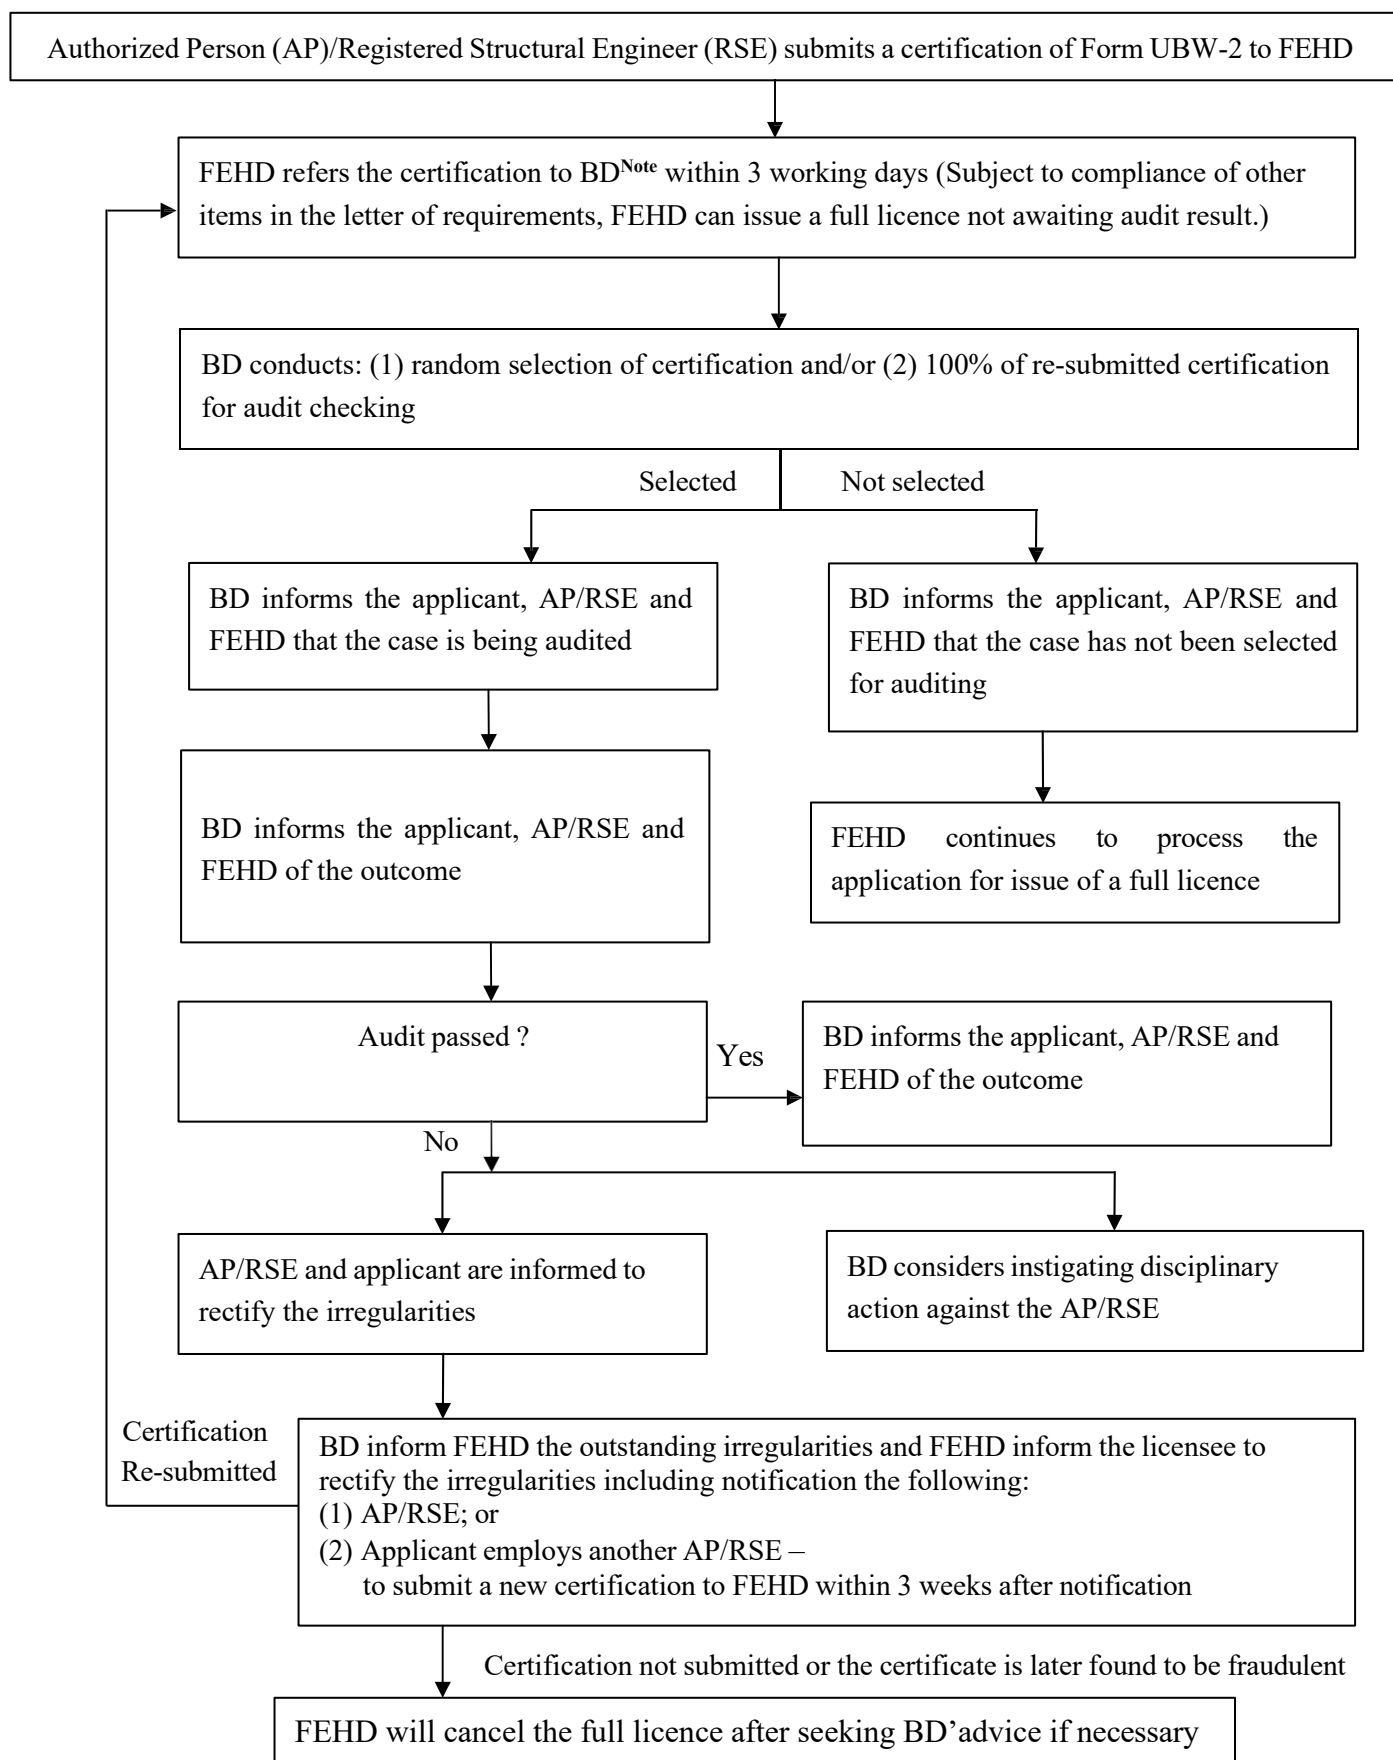 Authorized Person (AP)/Registered Structural Engineer (RSE) submits a certification of Form UBW-2 to FEHD
FEHD refers the certification to BDNote within 3 working days (Subject to compliance of other
items in the letter of requirements, FEHD can issue a full licence not awaiting audit result.)
BD conducts: (1) random selection of certification and/or (2) 100% of re-submitted certification
for audit checking
Selected
Not selected
BD informs the applicant, AP/RSE and
FEHD that the case is being audited
BD informs the applicant, AP/RSE and
FEHD that the case has not been selected
for auditing
BD informs the applicant, AP/RSE and
FEHD of the outcome
FEHD continues to process the
application for issue of a full licence
Audit passed ?
Yes
BD informs the applicant, AP/RSE and
FEHD of the outcome
No
AP/RSE and applicant are informed to
rectify the irregularities
BD considers instigating disciplinary
action against the AP/RSE
Certification
Re-submitted
BD inform FEHD the outstanding irregularities and FEHD inform the licensee to
rectify the irregularities including notification the following:
(1) AP/RSE; or
(2) Applicant employs another AP/RSE –
to submit a new certification to FEHD within 3 weeks after notification
Certification not submitted or the certificate is later found to be fraudulent
FEHD will cancel the full licence after seeking BD’advice if necessary